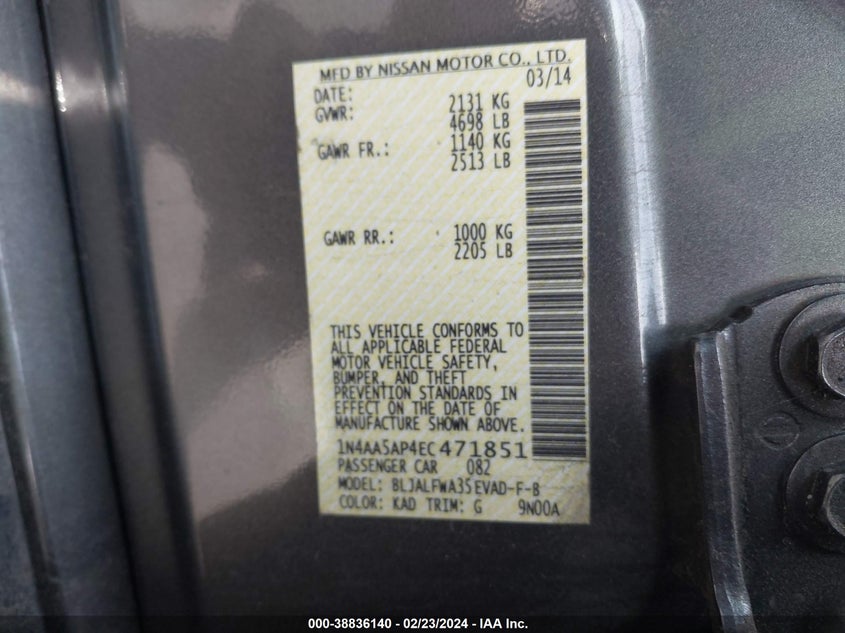 MFD BY NISSAN MOTOR CO., LTD.
DATE: 03/14
GVWR: 2131 KG
4698 LB
GAWR FR.: 1140 KG
2513 LB
GAWR RR.: 1000 KG
2205 LB
THIS VEHICLE CONFORMS TO
ALL APPLICABLE FEDERAL
MOTOR VEHICLE SAFETY,
BUMPER, AND THEFT
PREVENTION STANDARDS IN
EFFECT ON THE DATE OF
MANUFACTURE SHOWN ABOVE.
1N4AA5AP4EC471851
PASSENGER CAR 082
MODEL: BLJALFWA35EVAD-F-B
COLOR: KAD TRIM: G 9N00A
000-38836140 - 02/23/2024 - IAA Inc.